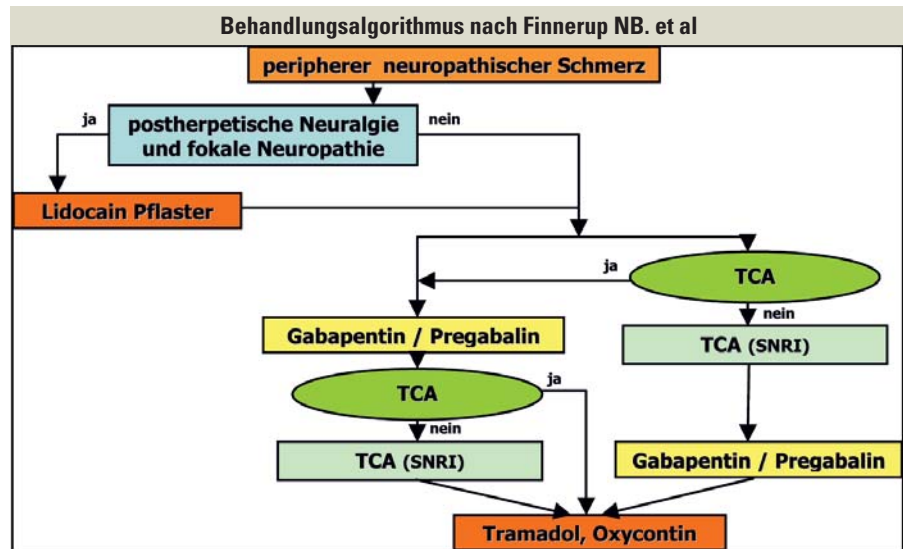 Behandlungsalgorithmus nach Finnerup NB. et al
peripherer neuropathischer Schmerz
ja
postherpetische Neuralgie
und fokale Neuropathie
nein
Lidocain Pflaster
ja
TCA
nein
Gabapentin / Pregabalin
TCA (SNRI)
TCA
ja
nein
TCA (SNRI)
Gabapentin / Pregabalin
Tramadol, Oxycontin